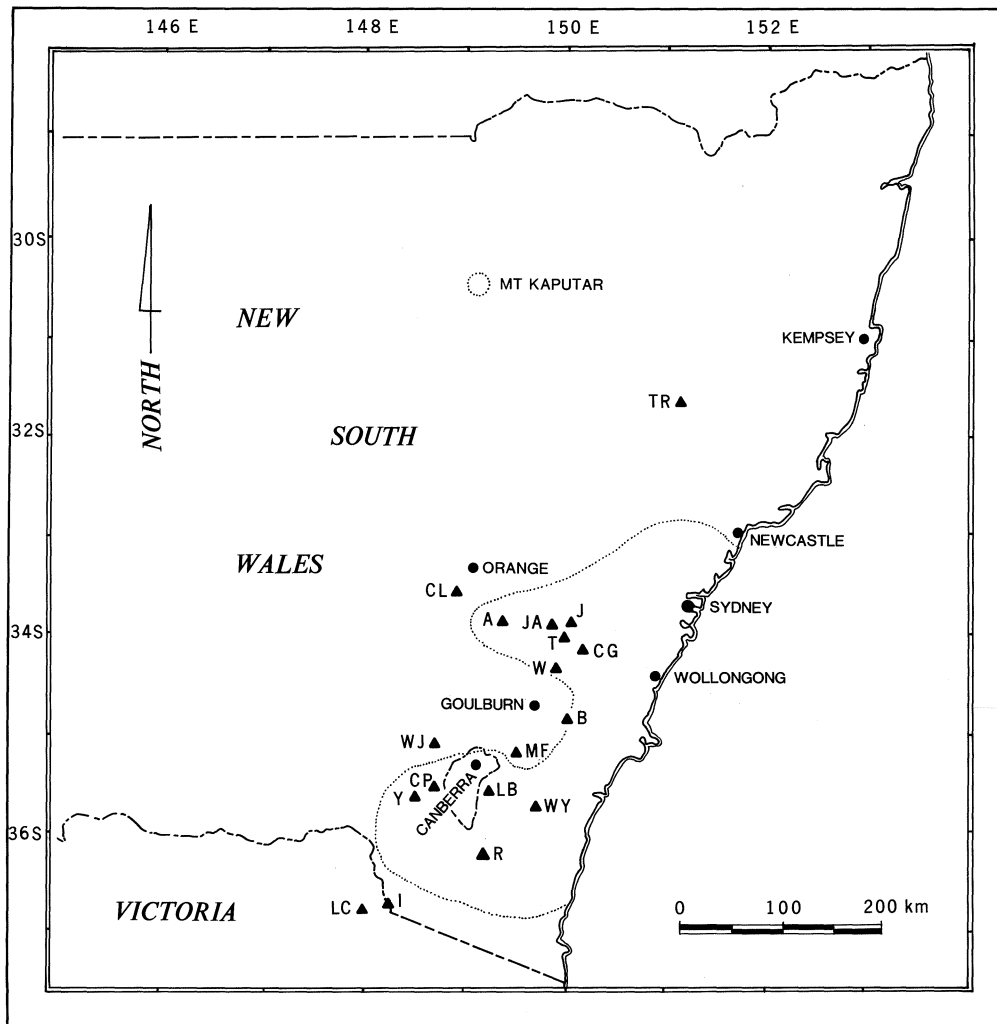 146 E 148 E 150 E 152 E
30S
MT KAPUTAR
NEW
KEMPSEY
NORTH
TR
32S
SOUTH
NEWCASTLE
WALES
ORANGE
CL
SYDNEY
A JA J
34S
T
CG
W
WOLLONGONG
GOULBURN
B
WJ
MF
CP
Y
CANBERRA
LB
WY
36S
R
VICTORIA
LC I
0 100 200 km